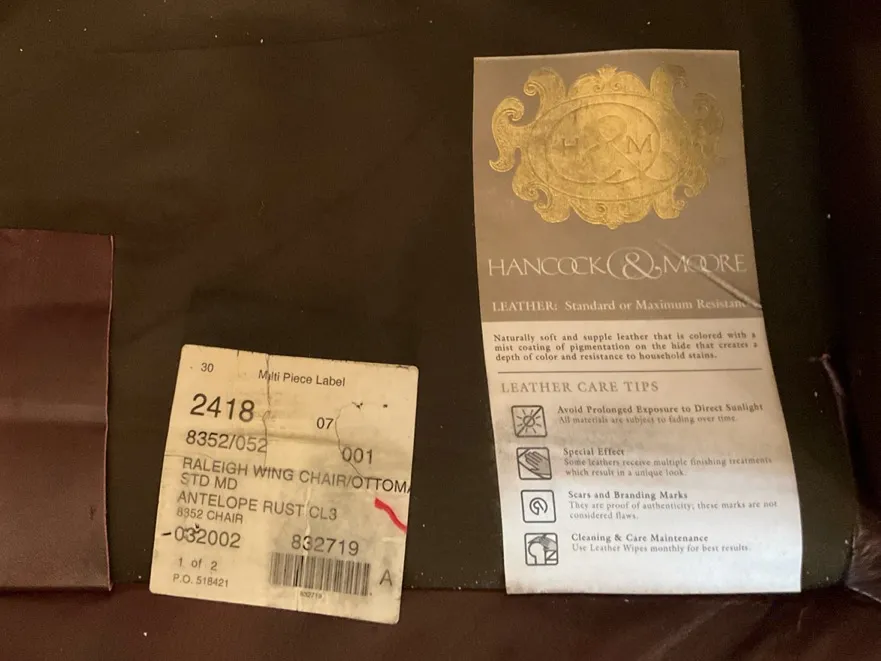 30
Multi Piece Label
2418
07
8352/052
001
RALEIGH WING CHAIR/OTTOMA
STD MD
ANTELOPE RUST CL3
8352 CHAIR
032002
832719
1 of 2
A
P.O. 518421
832719
H & M
HANCOCK & MOORE
LEATHER: Standard or Maximum Resistance
Naturally soft and supple leather that is colored with a
mist coating of pigmentation on the hide that creates a
depth of color and resistance to household stains.
LEATHER CARE TIPS
Avoid Prolonged Exposure to Direct Sunlight
All materials are subject to fading over time.
Special Effect
Some leathers receive multiple finishing treatments
which result in a unique look.
Scars and Branding Marks
They are proof of authenticity; these marks are not
considered flaws.
Cleaning & Care Maintenance
Use Leather Wipes monthly for best results.